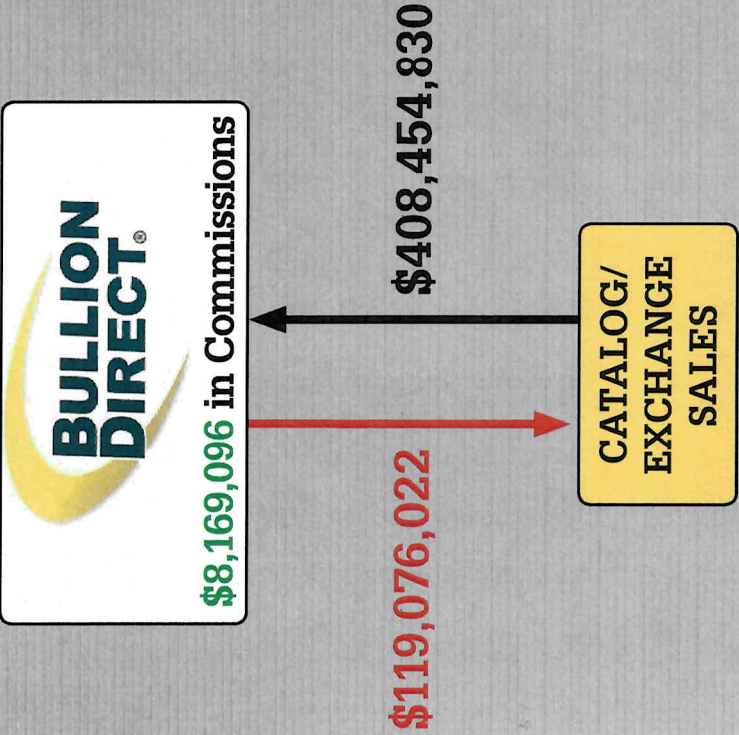 BULLION
DIRECT®
$8,169,096 in Commissions
$119,076,022
$408,454,830
CATALOG/
EXCHANGE
SALES